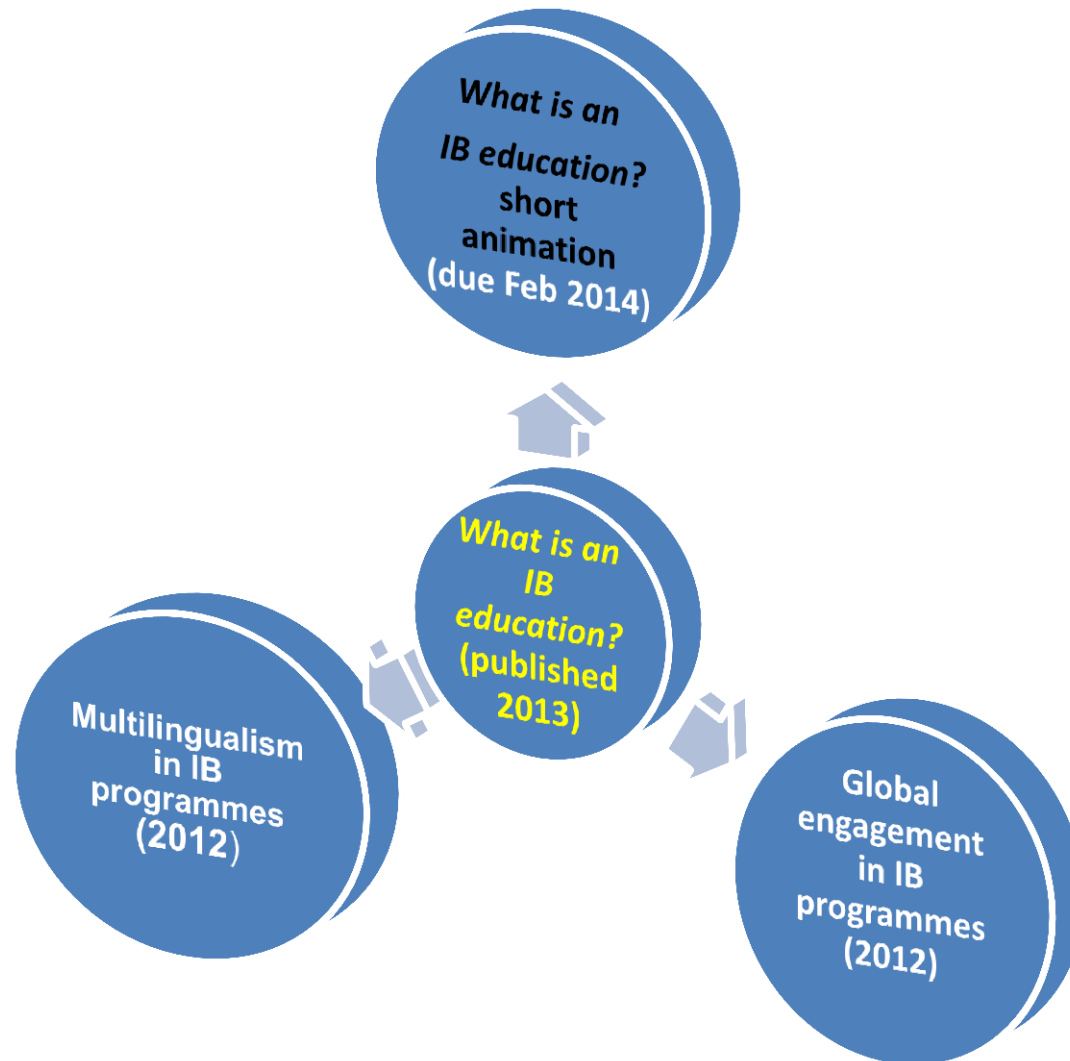 What is an
IB education?
short
animation
(due Feb 2014)
What is an
IB
education?
(published
2013)
Multilingualism
in IB
programmes
(2012)
Global
engagement
in IB
programmes
(2012)